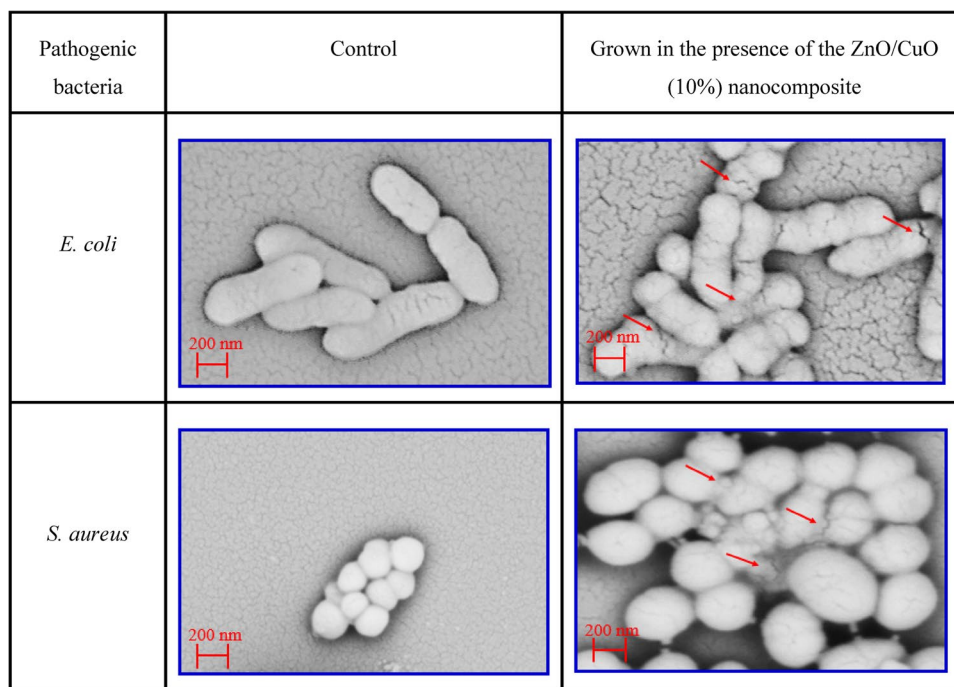 Pathogenic
bacteria
Control
Grown in the presence of the ZnO/CuO
(10%) nanocomposite
E. coli
200 nm
200 nm
S. aureus
200 nm
200 nm